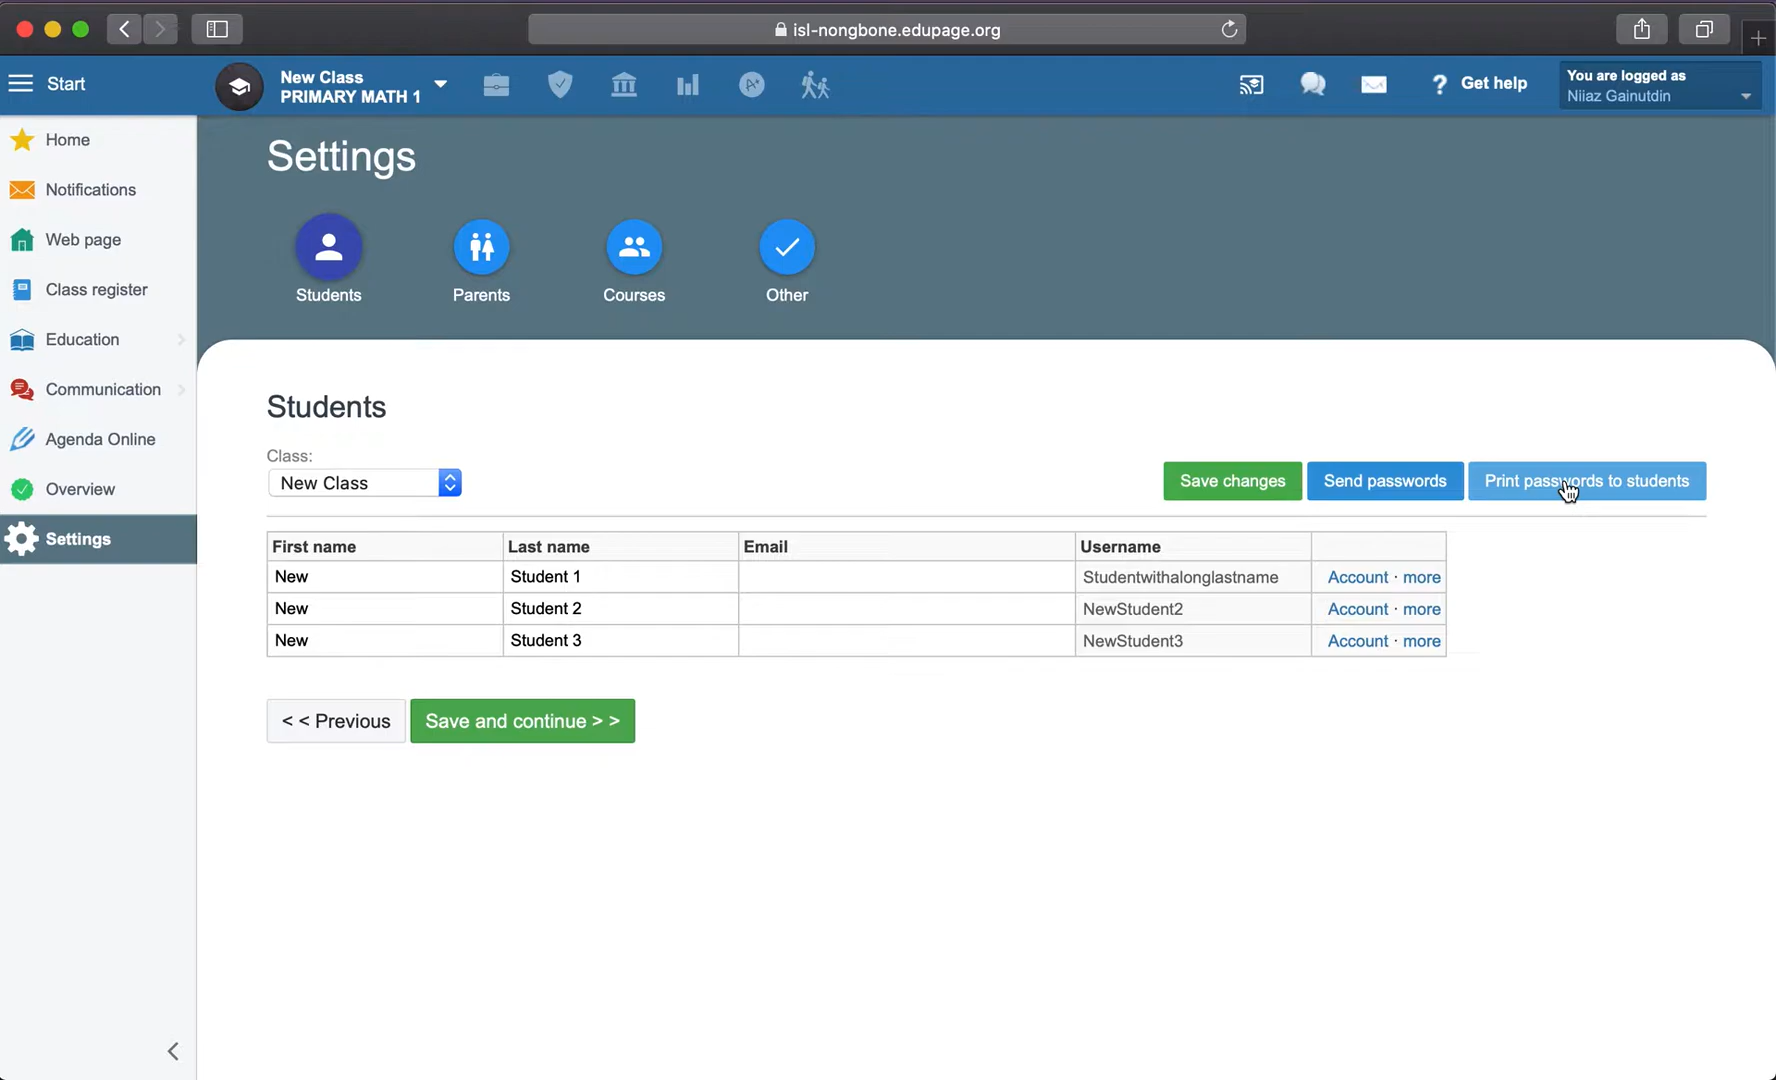 isl-nongbone.edupage.org
Start
New Class
PRIMARY MATH 1
? Get help
You are logged as
Niiaz Gainutdin
Home
Notifications
Web page
Class register
Education
Communication
Agenda Online
Overview
Settings
Settings
Students
Parents
Courses
Other
Students
Class:
New Class
Save changes
Send passwords
Print passwords to students
First name Last name Email Username
New Student 1 Studentwithalonglastname Account · more
New Student 2 NewStudent2 Account · more
New Student 3 NewStudent3 Account · more
< < Previous
Save and continue > >